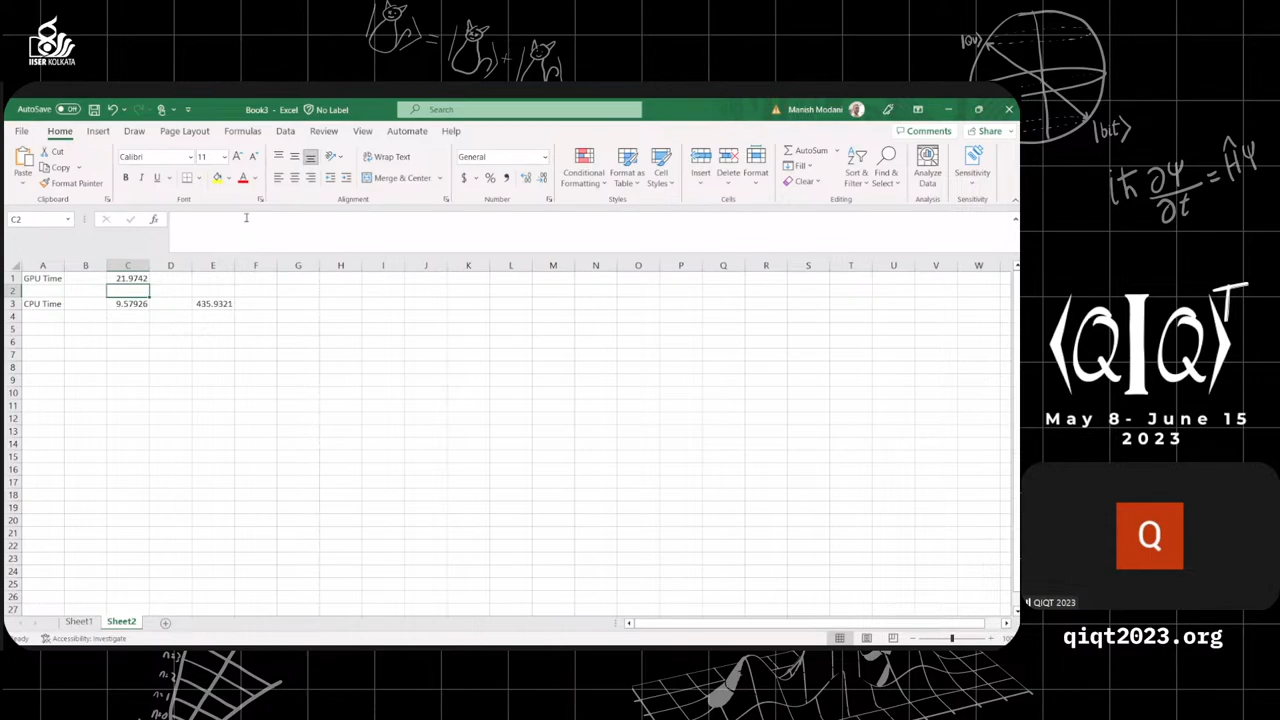 IISER KOLKATA
|Qu⟩
|bit⟩
iħ ∂ψ/∂t = Ĥψ
AutoSave Off
Book3 - Excel
No Label
Search
Manish Modani
File Home Insert Draw Page Layout Formulas Data Review View Automate Help
Comments Share
Paste
Cut
Copy
Format Painter
Clipboard
Calibri 11
B I U
Font
Wrap Text
Merge & Center
Alignment
General
$ %
Number
Conditional Formatting
Format as Table
Cell Styles
Styles
Insert Delete Format
Cells
AutoSum
Fill
Clear
Sort & Filter
Find & Select
Editing
Analyze Data
Analysis
Sensitivity
Sensitivity
C2
fx
A B C D E F G H I J K L M N O P Q R S T U V W
1 GPU Time 21.9742
2
3 CPU Time 9.57926 435.9321
4
5
6
7
8
9
10
11
12
13
14
15
16
17
18
19
20
21
22
23
24
25
26
27
Sheet1 Sheet2
Accessibility: Investigate
⟨Q|Q⟩T
May 8- June 15
2023
Q
QIQT 2023
qiqt2023.org
n=3
n=2
n=1
n=0